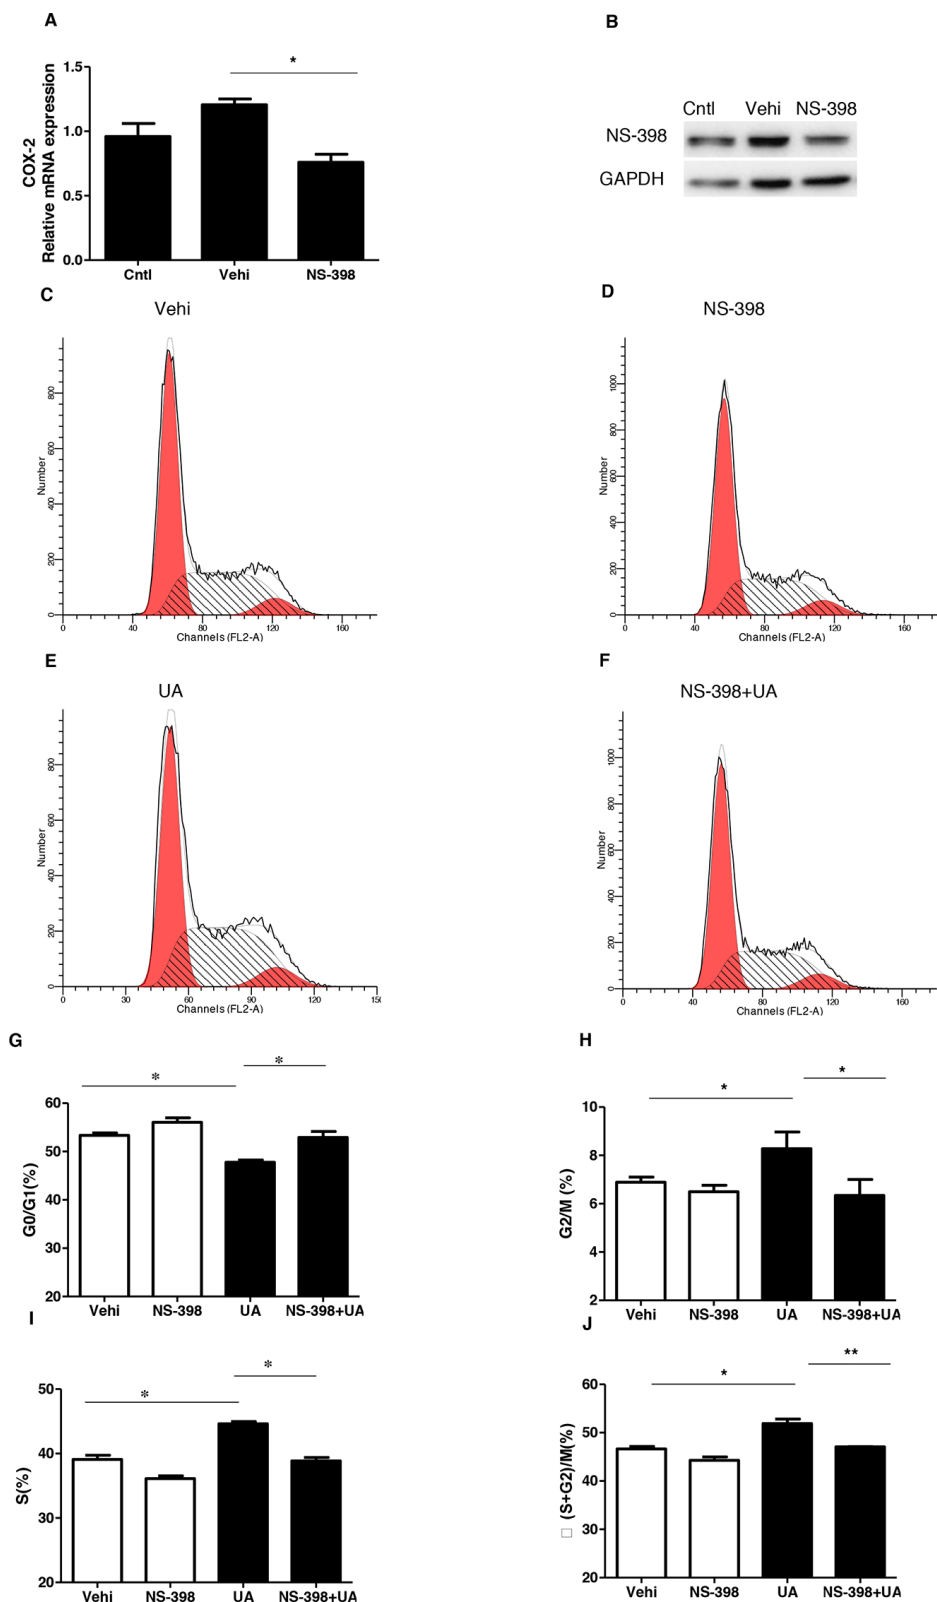 A
COX-2
Relative mRNA expression
1.5
1.0
0.5
0.0
*
Cntl Vehi NS-398
B
Cntl Vehi NS-398
NS-398
GAPDH
C
Vehi
Number
800
600
400
200
0 40 80 120 160
Channels (FL2-A)
D
NS-398
Number
1000
800
600
400
200
0
0 40 80 120 160
Channels (FL2-A)
E
UA
Number
800
600
400
200
0
0 30 60 90 120 150
Channels (FL2-A)
F
NS-398+UA
Number
1000
800
600
400
200
0
0 40 80 120 160
Channels (FL2-A)
G
* *
G0/G1(%)
60
50
40
30
20
Vehi NS-398 UA NS-398+UA
H
* *
G2/M (%)
10
8
6
4
2
Vehi NS-398 UA NS-398+UA
I
* *
S(%)
50
40
30
20
Vehi NS-398 UA NS-398+UA
J
* **
□ (S+G2)/M(%)
60
50
40
30
20
Vehi NS-398 UA NS-398+UA